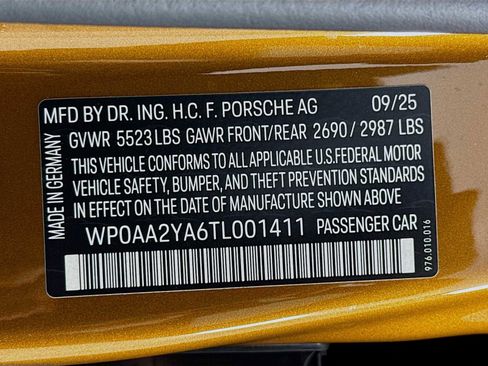 MFD BY DR. ING. H.C. F. PORSCHE AG 09/25
GVWR 5523 LBS GAWR FRONT/REAR 2690 / 2987 LBS
THIS VEHICLE CONFORMS TO ALL APPLICABLE U.S.FEDERAL MOTOR
VEHICLE SAFETY, BUMPER, AND THEFT PREVENTION STANDARDS
IN EFFECT ON THE DATE OF MANUFACTURE SHOWN ABOVE
WP0AA2YA6TL001411 PASSENGER CAR
MADE IN GERMANY
976.010.016